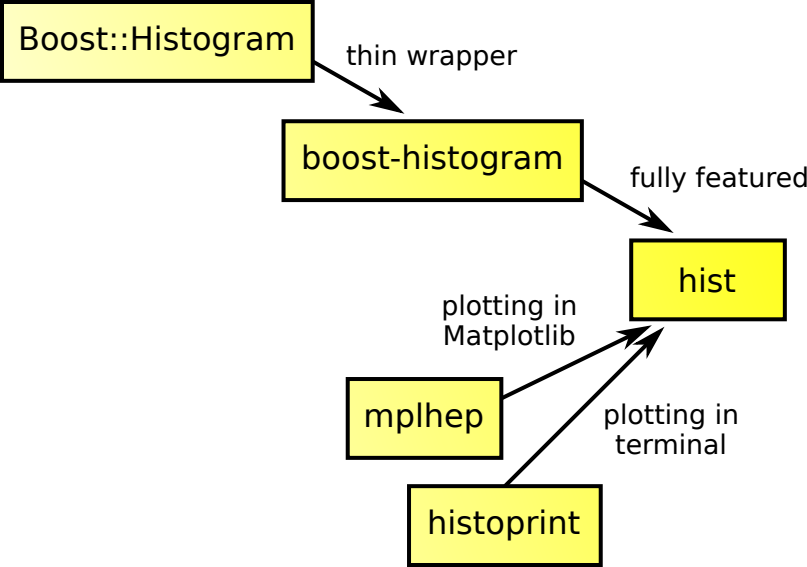 Boost::Histogram
thin wrapper
boost-histogram
fully featured
hist
plotting in
Matplotlib
mplhep
plotting in
terminal
histoprint